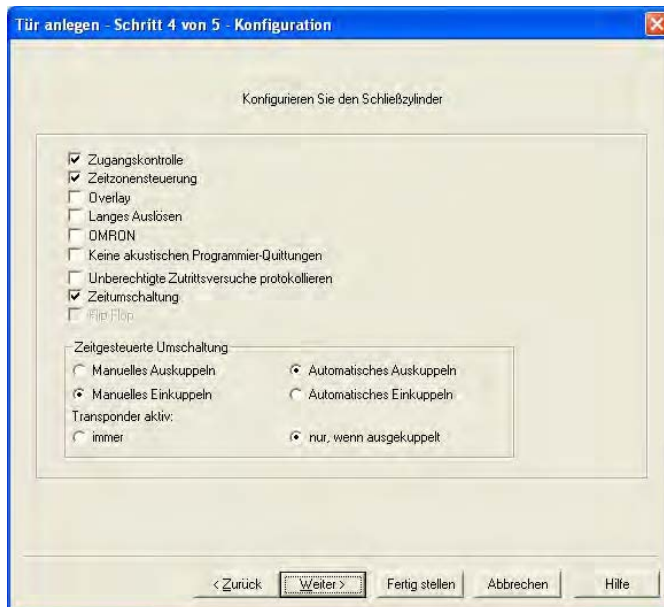 Tür anlegen - Schritt 4 von 5 - Konfiguration
Konfigurieren Sie den Schließzylinder
Zugangskontrolle
Zeitzonensteuerung
Overlay
Langes Auslösen
OMRON
Keine akustischen Programmier-Quittungen
Unberechtigte Zutrittsversuche protokollieren
Zeitumschaltung
Flip Flop
Zeitgesteuerte Umschaltung
Manuelles Auskuppeln Automatisches Auskuppeln
Manuelles Einkuppeln Automatisches Einkuppeln
Transponder aktiv:
immer nur, wenn ausgekuppelt
< Zurück Weiter > Fertig stellen Abbrechen Hilfe